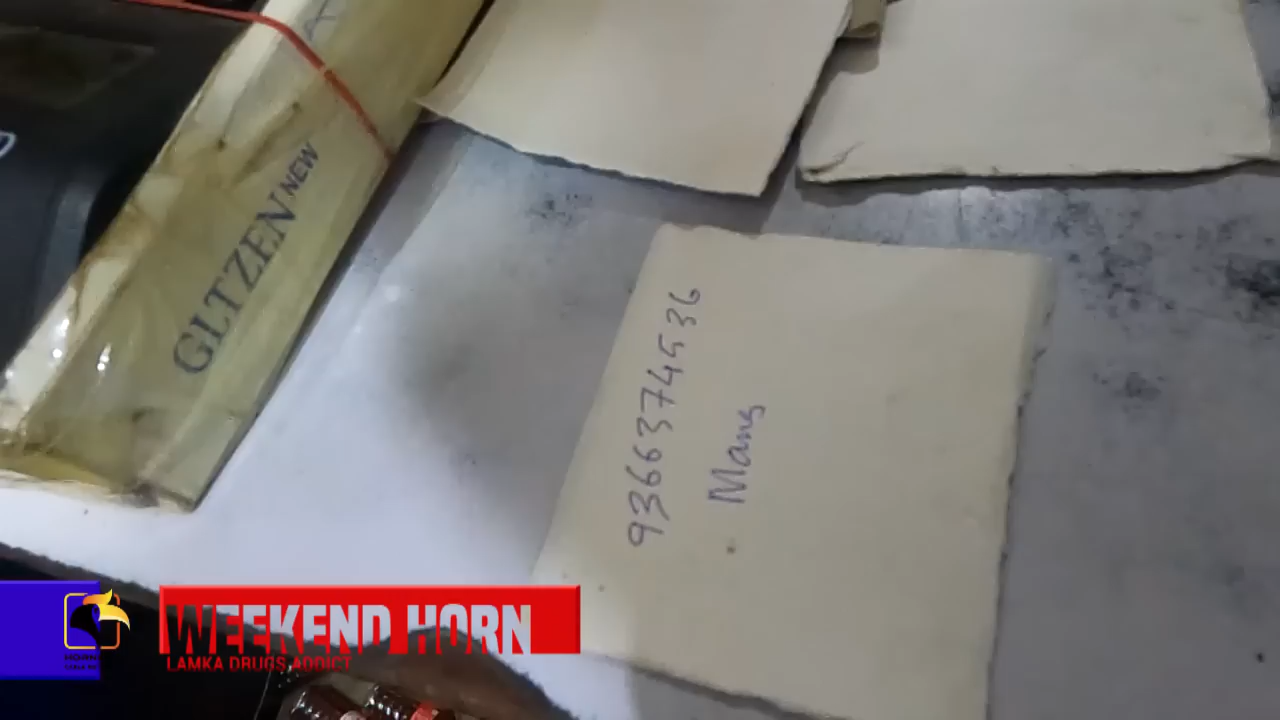 GLTZEN NEW
9366374536
Mang
WEEKEND HORN
LAMKA DRUGS ADDICT